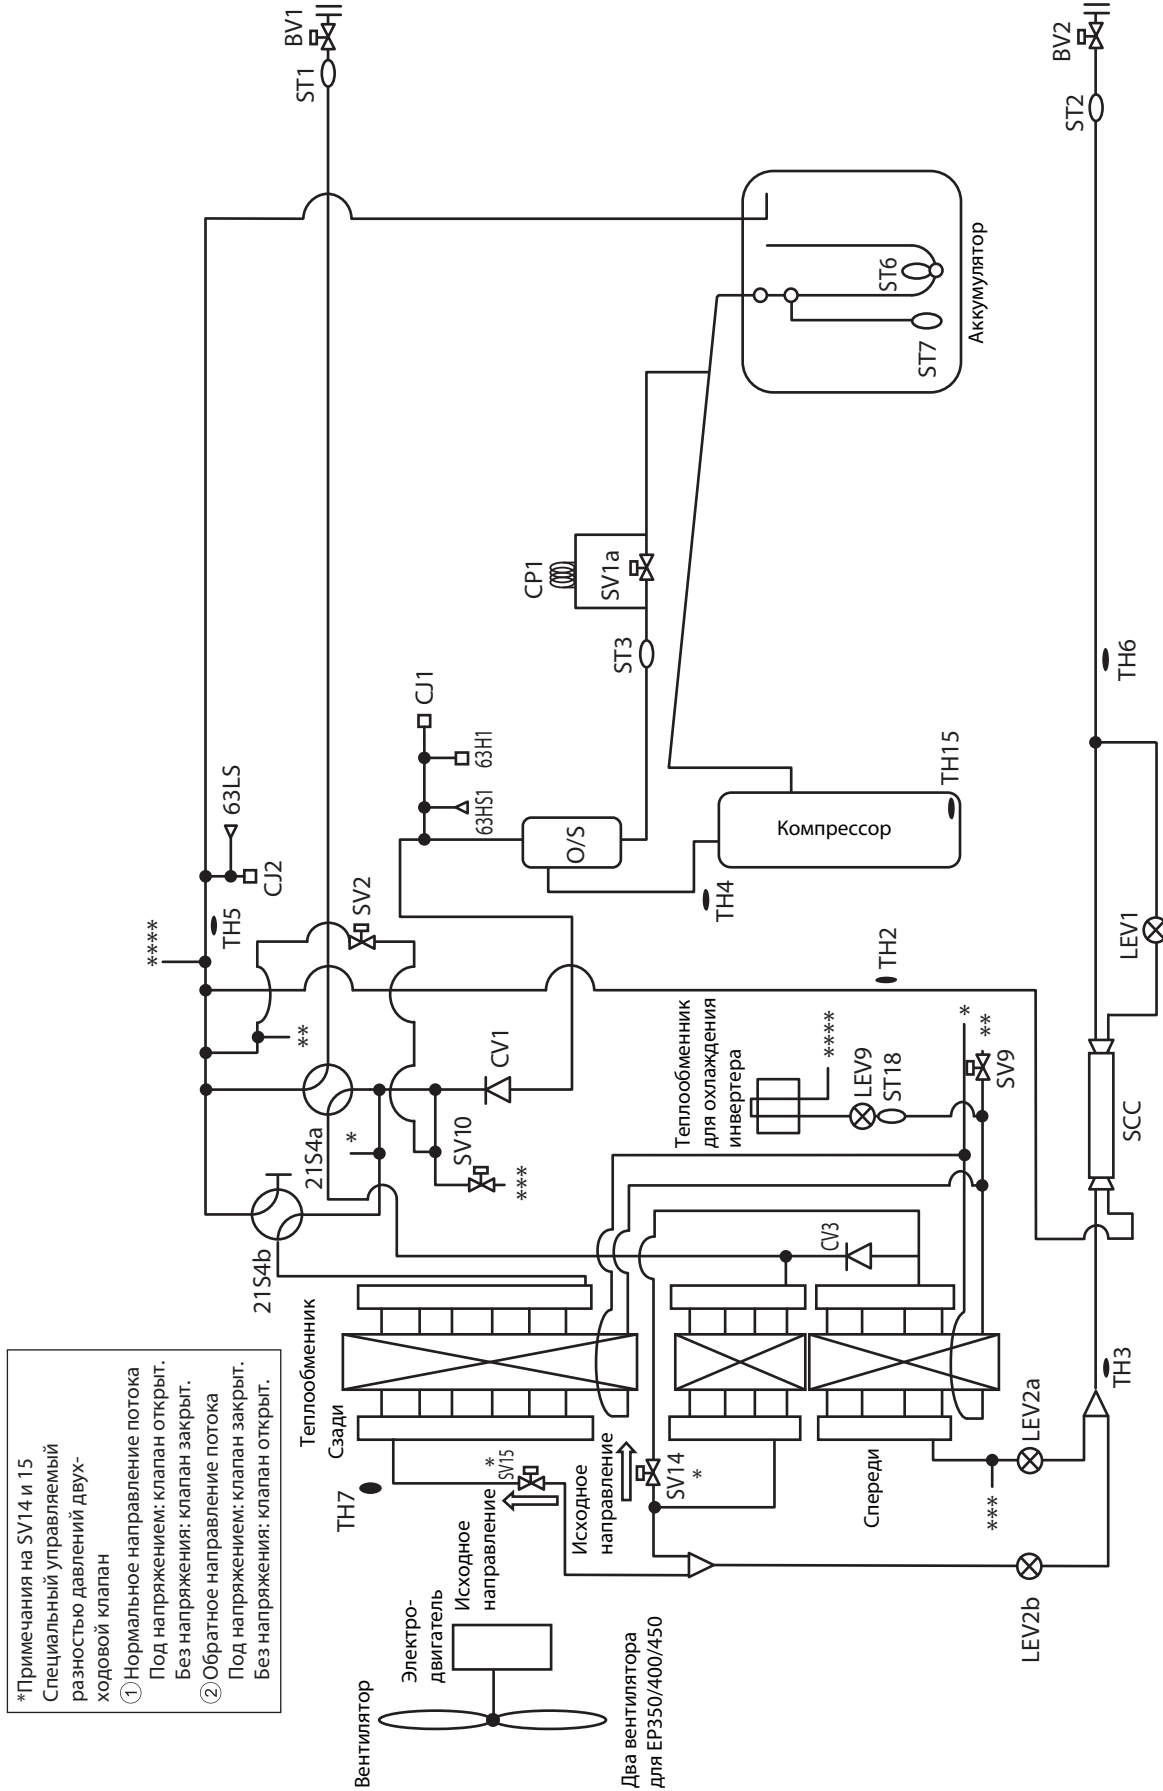 *Примечания на SV14 и 15
Специальный управляемый
разностью давлений двух-
ходовой клапан
① Нормальное направление потока
Под напряжением: клапан открыт.
Без напряжения: клапан закрыт.
② Обратное направление потока
Под напряжением: клапан закрыт.
Без напряжения: клапан открыт.
BV1
ST1
BV2
ST2
ST6
ST7
Аккумулятор
CP1
SV1a
ST3
TH6
CJ1
63H1
63HS1
63LS
CJ2
O/S
Компрессор
TH15
TH4
****
TH5
SV2
**
TH2
LEV1
CV1
21S4a
*
SV10
***
21S4b
Теплообменник
для охлаждения
инвертера
****
LEV9
ST18
*
**
SV9
SCC
CV3
Теплообменник
Сзади
TH7
*
SV15
Исходное
направление
Исходное
направление
SV14
*
Спереди
***
LEV2a
TH3
LEV2b
Вентилятор
Электро-
двигатель
Два вентилятора
для EP350/400/450